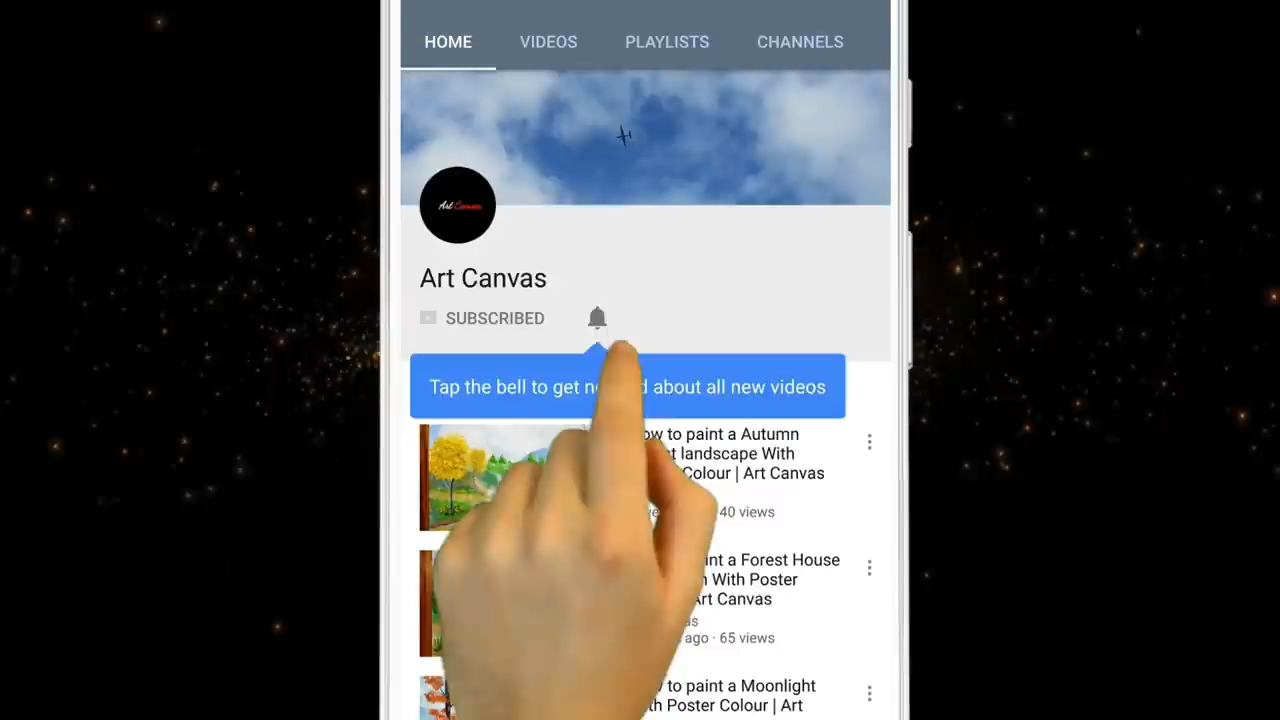 HOME VIDEOS PLAYLISTS CHANNELS
Art Canvas
Art Canvas
SUBSCRIBED
Tap the bell to get about all new videos
to paint a Autumn
landscape With
Colour | Art Canvas
40 views
a Forest House
With Poster
Art Canvas
ago · 65 views
to paint a Moonlight
Poster Colour | Art